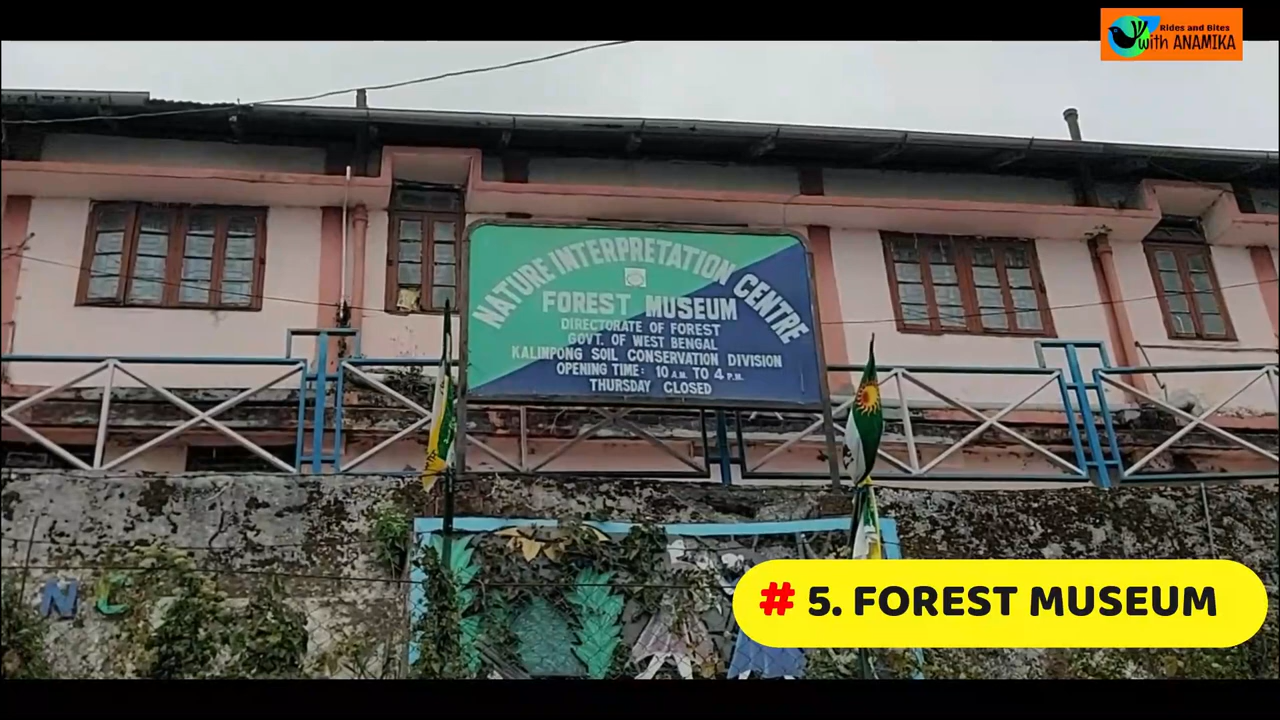 Rides and Bites
with ANAMIKA
NATURE INTERPRETATION CENTRE
FOREST MUSEUM
DIRECTORATE OF FOREST
GOVT. OF WEST BENGAL
KALINPONG SOIL CONSERVATION DIVISION
OPENING TIME: 10 A.M. TO 4 P.M.
THURSDAY CLOSED
N C
# 5. FOREST MUSEUM